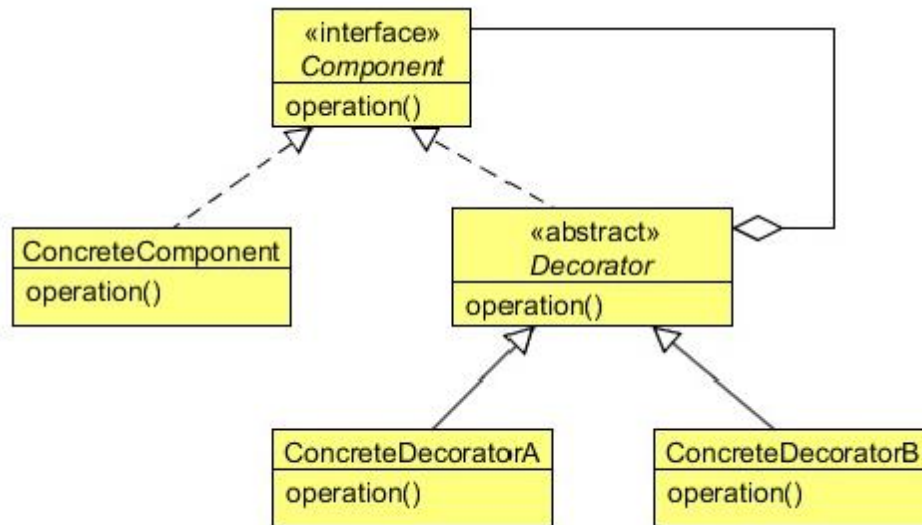 «interface»
Component
operation()
ConcreteComponent
operation()
«abstract»
Decorator
operation()
ConcreteDecoratorA
operation()
ConcreteDecoratorB
operation()